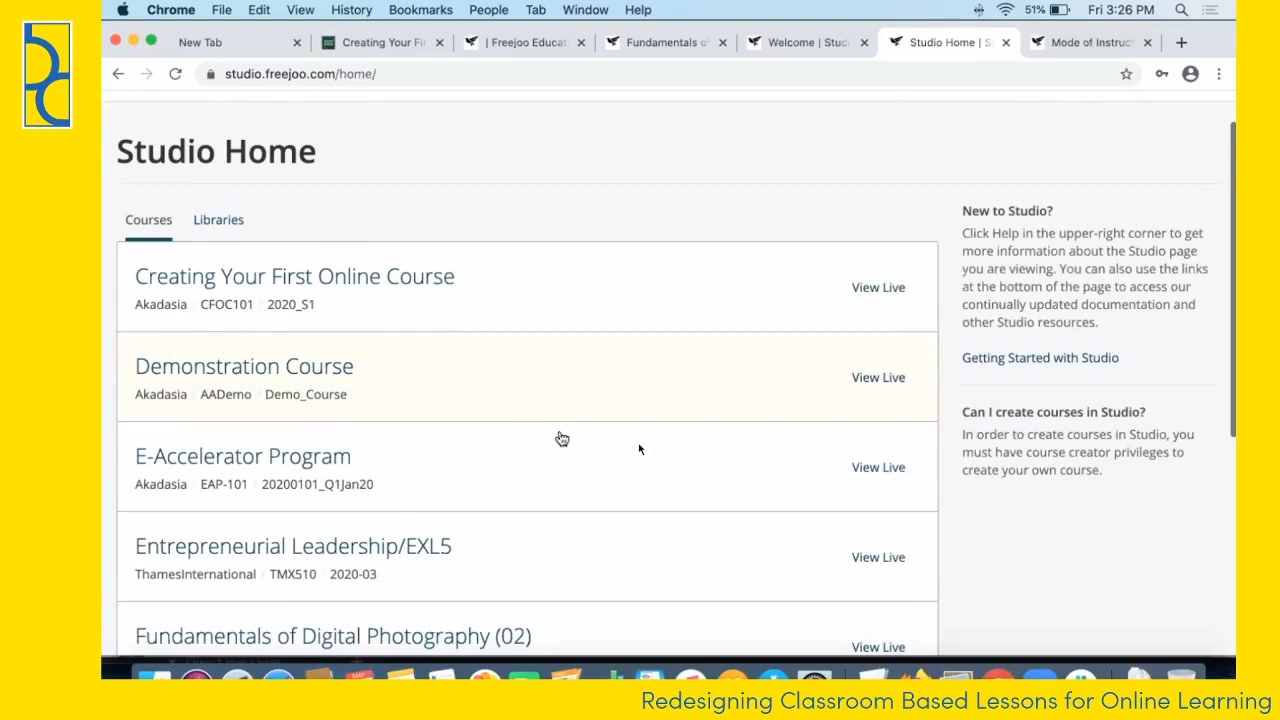 Chrome File Edit View History Bookmarks People Tab Window Help 51% Fri 3:26 PM
New Tab Creating Your Fir | Freejoo Educat Fundamentals o Welcome | Stud Studio Home | S Mode of Instruc
studio.freejoo.com/home/
Studio Home
Courses Libraries
Creating Your First Online Course
Akadasia CFOC101 2020_S1
View Live
Demonstration Course
Akadasia AADemo Demo_Course
View Live
E-Accelerator Program
Akadasia EAP-101 20200101_Q1Jan20
View Live
Entrepreneurial Leadership/EXL5
ThamesInternational TMX510 2020-03
View Live
Fundamentals of Digital Photography (02)
View Live
New to Studio?
Click Help in the upper-right corner to get
more information about the Studio page
you are viewing. You can also use the links
at the bottom of the page to access our
continually updated documentation and
other Studio resources.
Getting Started with Studio
Can I create courses in Studio?
In order to create courses in Studio, you
must have course creator privileges to
create your own course.
Redesigning Classroom Based Lessons for Online Learning